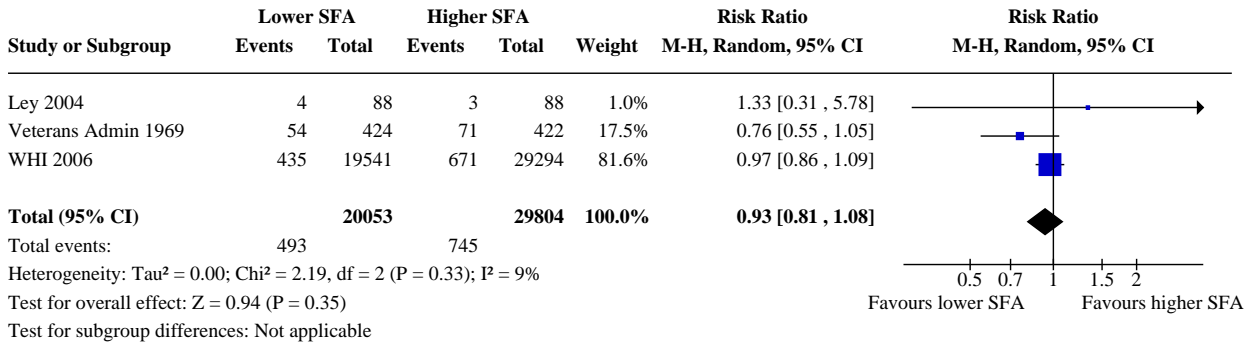 Lower SFA Higher SFA Risk Ratio Risk Ratio
Study or Subgroup Events Total Events Total Weight M-H, Random, 95% CI M-H, Random, 95% CI
Ley 2004 4 88 3 88 1.0% 1.33 [0.31 , 5.78]
Veterans Admin 1969 54 424 71 422 17.5% 0.76 [0.55 , 1.05]
WHI 2006 435 19541 671 29294 81.6% 0.97 [0.86 , 1.09]
Total (95% CI) 20053 29804 100.0% 0.93 [0.81 , 1.08]
Total events: 493 745
Heterogeneity: Tau² = 0.00; Chi² = 2.19, df = 2 (P = 0.33); I² = 9%
0.5 0.7 1 1.5 2
Test for overall effect: Z = 0.94 (P = 0.35)
Favours lower SFA Favours higher SFA
Test for subgroup differences: Not applicable